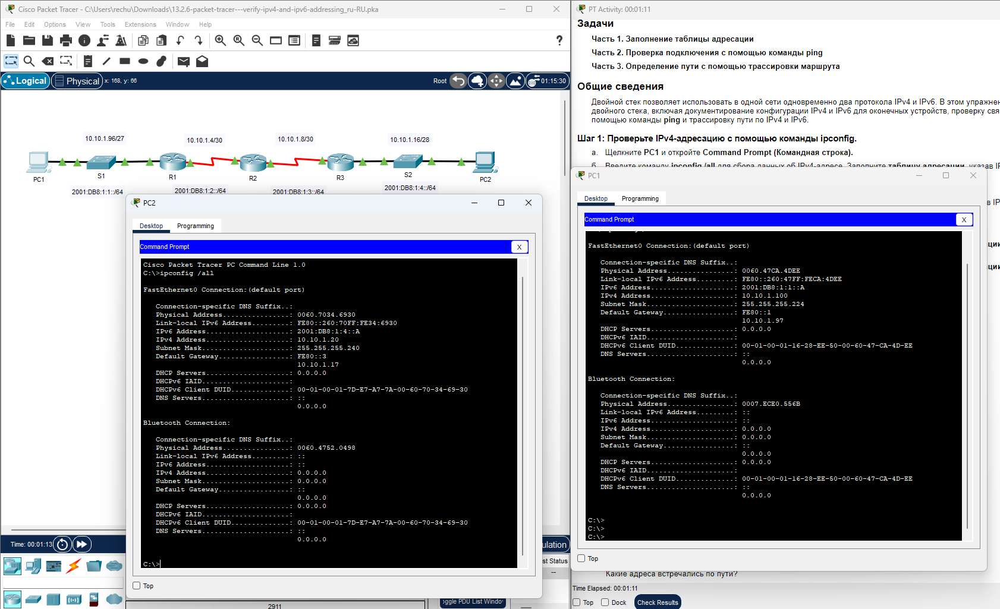 Cisco Packet Tracer - C:\Users\rechu\Downloads\13.2.6-packet-tracer---verify-ipv4-and-ipv6-addressing_ru-RU.pka
File Edit Options View Tools Extensions Window Help
Logical Physical x: 168, y: 66 Root 01:15:30
10.10.1.96/27
10.10.1.4/30
10.10.1.8/30
10.10.1.16/28
PC1
S1
R1
R2
R3
S2
PC2
2001:DB8:1:1::/64
2001:DB8:1:2::/64
2001:DB8:1:3::/64
2001:DB8:1:4::/64
PC2
Desktop Programming
Command Prompt X
Cisco Packet Tracer PC Command Line 1.0
C:\>ipconfig /all
FastEthernet0 Connection:(default port)
Connection-specific DNS Suffix..:
Physical Address................: 0060.7034.6930
Link-local IPv6 Address.........: FE80::260:70FF:FE34:6930
IPv6 Address....................: 2001:DB8:1:4::A
IPv4 Address....................: 10.10.1.20
Subnet Mask.....................: 255.255.255.240
Default Gateway.................: FE80::3
10.10.1.17
DHCP Servers....................: 0.0.0.0
DHCPv6 IAID.....................:
DHCPv6 Client DUID..............: 00-01-00-01-7D-E7-A7-7A-00-60-70-34-69-30
DNS Servers.....................: ::
0.0.0.0
Bluetooth Connection:
Connection-specific DNS Suffix..:
Physical Address................: 0060.4752.0498
Link-local IPv6 Address.........: ::
IPv6 Address....................: ::
IPv4 Address....................: 0.0.0.0
Subnet Mask.....................: 0.0.0.0
Default Gateway.................: ::
0.0.0.0
DHCP Servers....................: 0.0.0.0
DHCPv6 IAID.....................:
DHCPv6 Client DUID..............: 00-01-00-01-7D-E7-A7-7A-00-60-70-34-69-30
DNS Servers.....................: ::
0.0.0.0
C:\>
Top
Time: 00:01:13
ulation
st Status
--
2911
oggle PDU List Windo
PT Activity: 00:01:11
Задачи
Часть 1. Заполнение таблицы адресации
Часть 2. Проверка подключения с помощью команды ping
Часть 3. Определение пути с помощью трассировки маршрута
Общие сведения
Двойной стек позволяет использовать в одной сети одновременно два протокола IPv4 и IPv6. В этом упражнен
двойного стека, включая документирование конфигурации IPv4 и IPv6 для оконечных устройств, проверку свя
помощью команды ping и трассировку пути по IPv4 и IPv6.
Шаг 1: Проверьте IPv4-адресацию с помощью команды ipconfig.
а. Щелкните PC1 и откройте Command Prompt (Командная строка).
б. Введите команду ipconfig /all для сбора данных об IPv4-адресе. Заполните таблицу адресации, указав IP
в IP
ции
ции
PC1
Desktop Programming
Command Prompt X
FastEthernet0 Connection:(default port)
Connection-specific DNS Suffix..:
Physical Address................: 0060.47CA.4DEE
Link-local IPv6 Address.........: FE80::260:47FF:FECA:4DEE
IPv6 Address....................: 2001:DB8:1:1::A
IPv4 Address....................: 10.10.1.100
Subnet Mask.....................: 255.255.255.224
Default Gateway.................: FE80::1
10.10.1.97
DHCP Servers....................: 0.0.0.0
DHCPv6 IAID.....................:
DHCPv6 Client DUID..............: 00-01-00-01-16-28-EE-50-00-60-47-CA-4D-EE
DNS Servers.....................: ::
0.0.0.0
Bluetooth Connection:
Connection-specific DNS Suffix..:
Physical Address................: 0007.ECE0.556B
Link-local IPv6 Address.........: ::
IPv6 Address....................: ::
IPv4 Address....................: 0.0.0.0
Subnet Mask.....................: 0.0.0.0
Default Gateway.................: ::
0.0.0.0
DHCP Servers....................: 0.0.0.0
DHCPv6 IAID.....................:
DHCPv6 Client DUID..............: 00-01-00-01-16-28-EE-50-00-60-47-CA-4D-EE
DNS Servers.....................: ::
0.0.0.0
C:\>
C:\>
C:\>
Top
Какие адреса встречались по пути?
Time Elapsed: 00:01:11
Top Dock Check Results